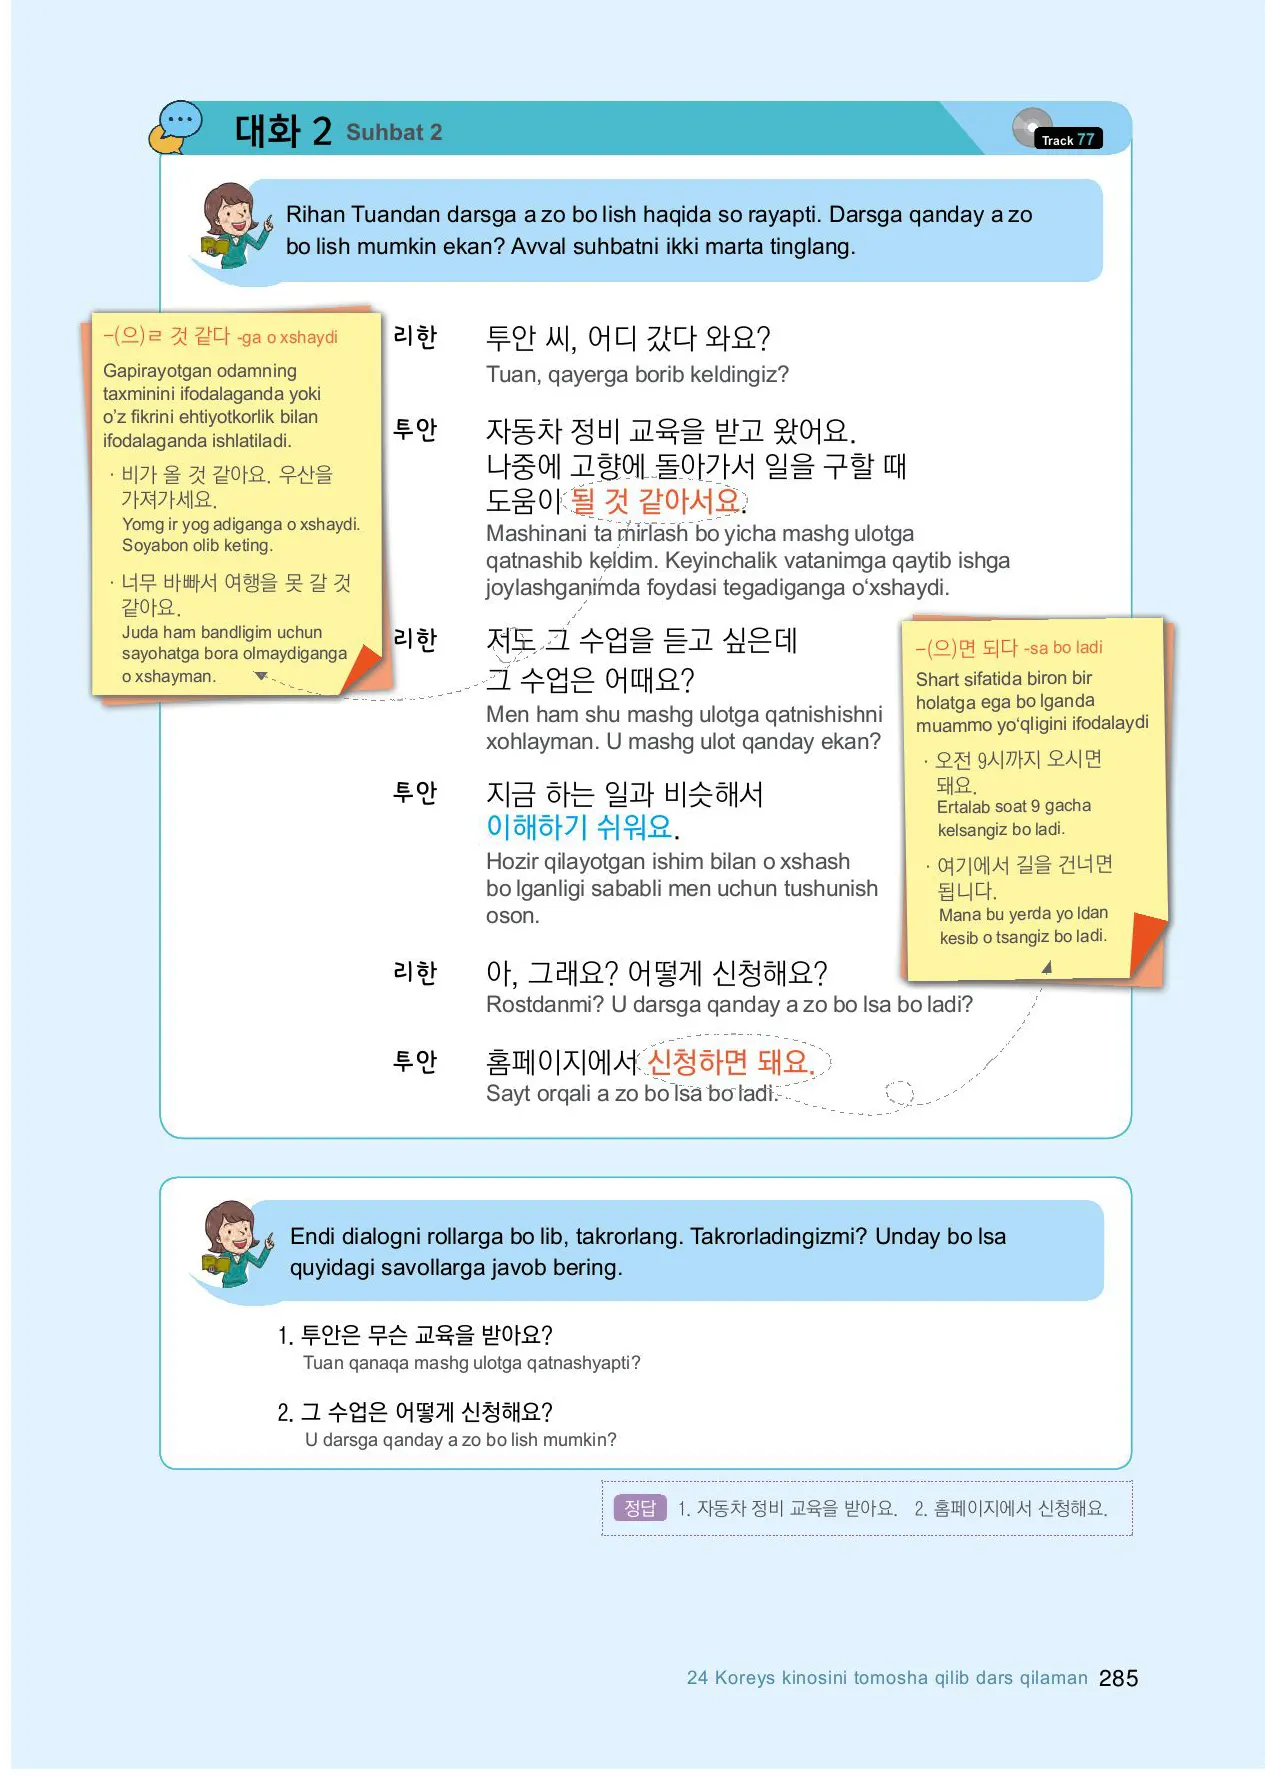 대화 2 Suhbat 2
Track 77
Rihan Tuandan darsga a zo bo lish haqida so rayapti. Darsga qanday a zo
bo lish mumkin ekan? Avval suhbatni ikki marta tinglang.
-(으)ㄹ 것 같다 -ga o xshaydi
Gapirayotgan odamning
taxminini ifodalaganda yoki
o’z fikrini ehtiyotkorlik bilan
ifodalaganda ishlatiladi.
· 비가 올 것 같아요. 우산을
가져가세요.
Yomg ir yog adiganga o xshaydi.
Soyabon olib keting.
· 너무 바빠서 여행을 못 갈 것
같아요.
Juda ham bandligim uchun
sayohatga bora olmaydiganga
o xshayman.
리한 투안 씨, 어디 갔다 와요?
Tuan, qayerga borib keldingiz?
투안 자동차 정비 교육을 받고 왔어요.
나중에 고향에 돌아가서 일을 구할 때
도움이 될 것 같아서요.
Mashinani ta mirlash bo yicha mashg ulotga
qatnashib keldim. Keyinchalik vatanimga qaytib ishga
joylashganimda foydasi tegadiganga o‘xshaydi.
리한 저도 그 수업을 듣고 싶은데
그 수업은 어때요?
Men ham shu mashg ulotga qatnishishni
xohlayman. U mashg ulot qanday ekan?
투안 지금 하는 일과 비슷해서
이해하기 쉬워요.
Hozir qilayotgan ishim bilan o xshash
bo lganligi sababli men uchun tushunish
oson.
리한 아, 그래요? 어떻게 신청해요?
Rostdanmi? U darsga qanday a zo bo lsa bo ladi?
투안 홈페이지에서 신청하면 돼요.
Sayt orqali a zo bo lsa bo ladi.
-(으)면 되다 -sa bo ladi
Shart sifatida biron bir
holatga ega bo lganda
muammo yo‘qligini ifodalaydi
· 오전 9시까지 오시면
돼요.
Ertalab soat 9 gacha
kelsangiz bo ladi.
· 여기에서 길을 건너면
됩니다.
Mana bu yerda yo ldan
kesib o tsangiz bo ladi.
Endi dialogni rollarga bo lib, takrorlang. Takrorladingizmi? Unday bo lsa
quyidagi savollarga javob bering.
1. 투안은 무슨 교육을 받아요?
Tuan qanaqa mashg ulotga qatnashyapti?
2. 그 수업은 어떻게 신청해요?
U darsga qanday a zo bo lish mumkin?
정답 1. 자동차 정비 교육을 받아요. 2. 홈페이지에서 신청해요.
24 Koreys kinosini tomosha qilib dars qilaman 285